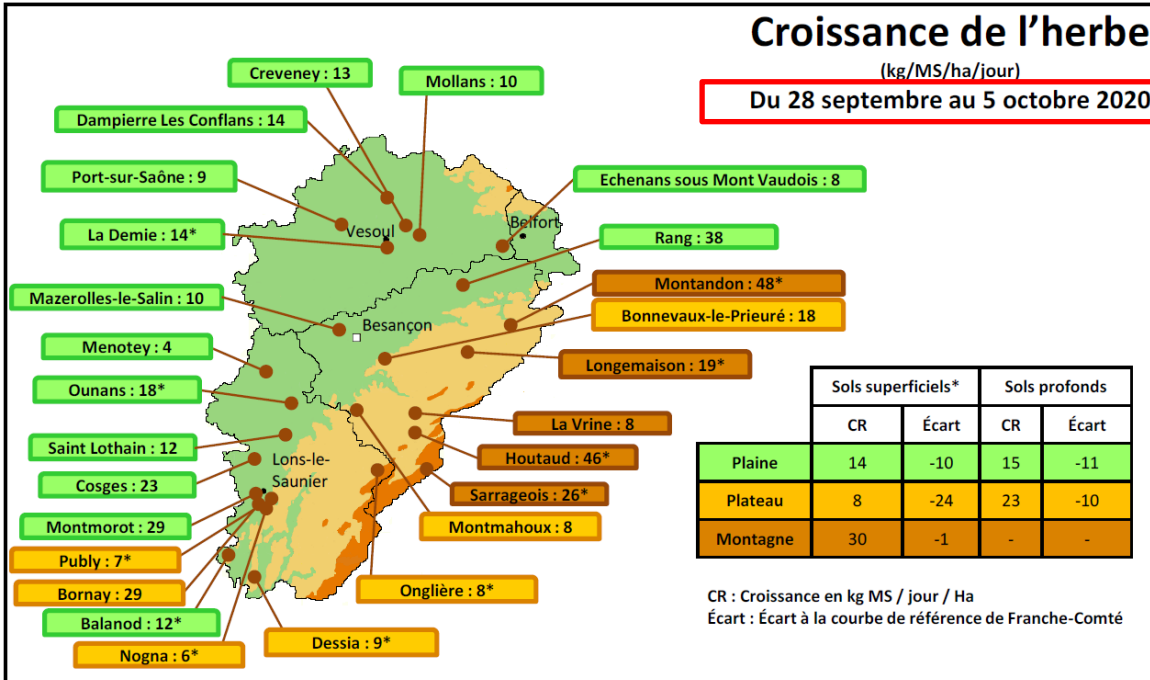 Croissance de l'herbe
(kg/MS/ha/jour)
Du 28 septembre au 5 octobre 2020
Creveney : 13
Mollans : 10
Dampierre Les Conflans : 14
Port-sur-Saône : 9
Echenans sous Mont Vaudois : 8
La Demie : 14*
Vesoul
Belfort
Rang : 38
Mazerolles-le-Salin : 10
Montandon : 48*
Besançon
Bonnevaux-le-Prieuré : 18
Menotey : 4
Longemaison : 19*
Ounans : 18*
La Vrine : 8
Saint Lothain : 12
Houtaud : 46*
Lons-le-
Saunier
Cosges : 23
Sarrageois : 26*
Montmorot : 29
Montmahoux : 8
Publy : 7*
Bornay : 29
Onglière : 8*
Balanod : 12*
Dessia : 9*
Nogna : 6*
Sols superficiels* Sols profonds
CR Écart CR Écart
Plaine 14 -10 15 -11
Plateau 8 -24 23 -10
Montagne 30 -1 - -
CR : Croissance en kg MS / jour / Ha
Écart : Écart à la courbe de référence de Franche-Comté